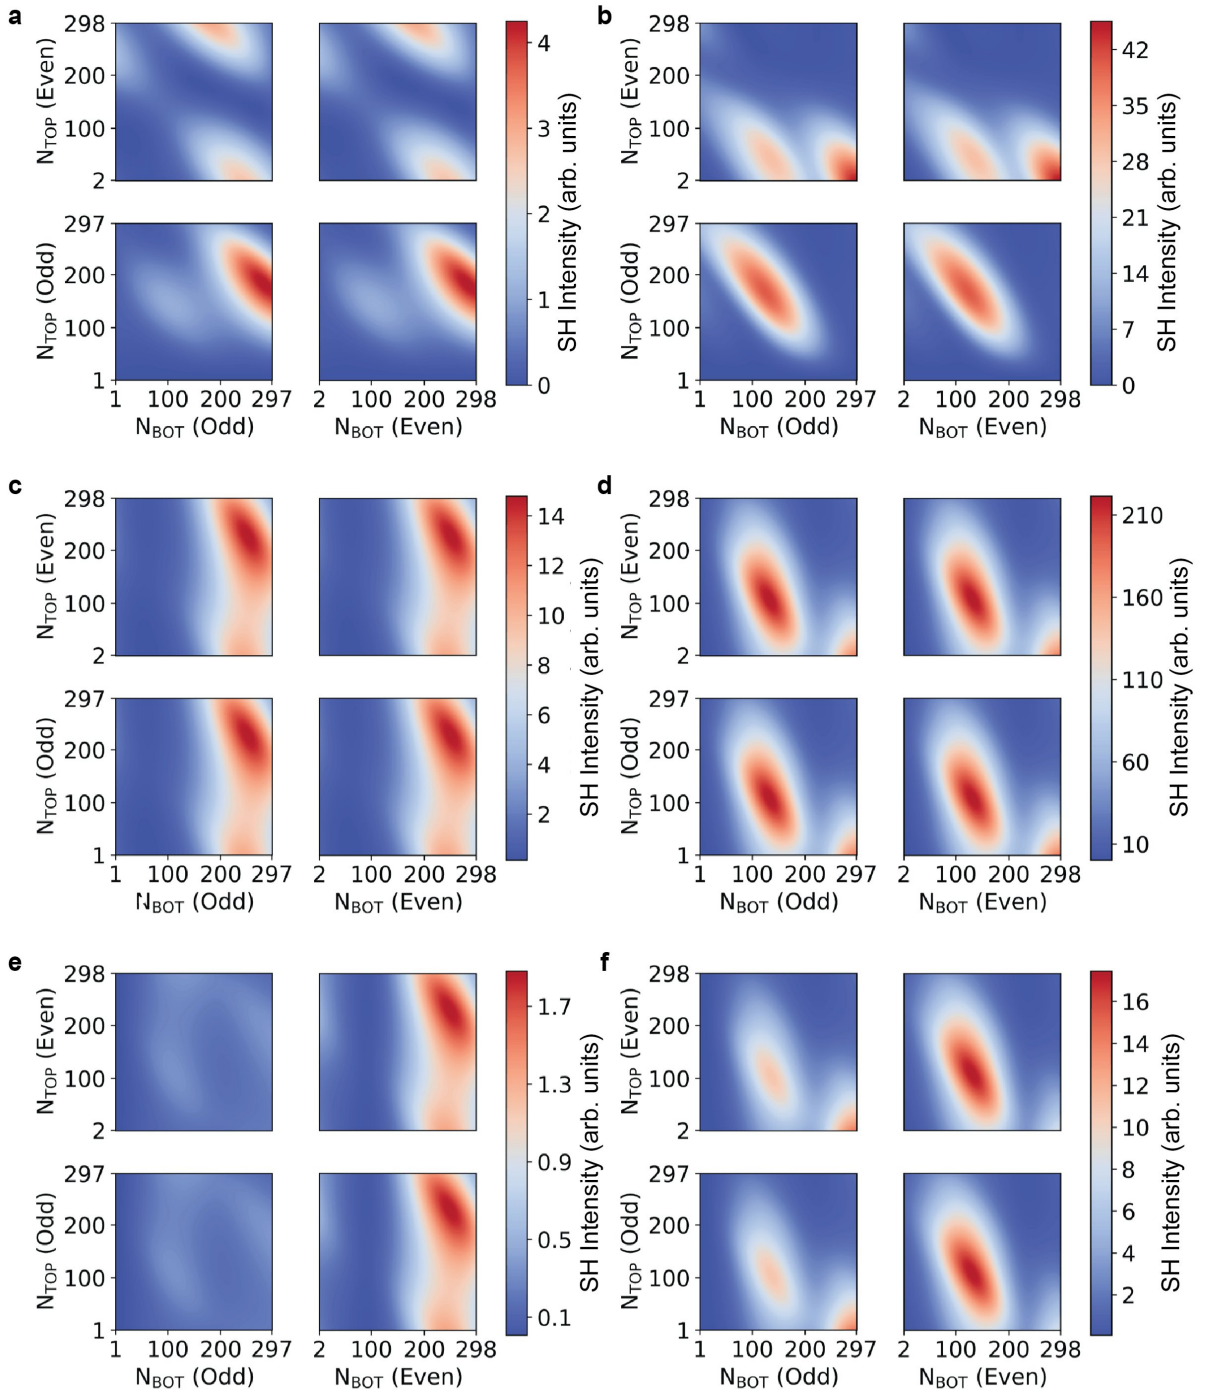 a
298
200
100
2
N_TOP (Even)
297
200
100
1
N_TOP (Odd)
1 100 200 297
N_BOT (Odd)
2 100 200 298
N_BOT (Even)
4
3
2
1
0
SH Intensity (arb. units)
b
298
200
100
2
N_TOP (Even)
297
200
100
1
N_TOP (Odd)
1 100 200 297
N_BOT (Odd)
2 100 200 298
N_BOT (Even)
42
35
28
21
14
7
0
SH Intensity (arb. units)
c
298
200
100
2
N_TOP (Even)
297
200
100
1
N_TOP (Odd)
1 100 200 297
N_BOT (Odd)
2 100 200 298
N_BOT (Even)
14
12
10
8
6
4
2
SH Intensity (arb. units)
d
298
200
100
2
N_TOP (Even)
297
200
100
1
N_TOP (Odd)
1 100 200 297
N_BOT (Odd)
2 100 200 298
N_BOT (Even)
210
160
110
60
10
SH Intensity (arb. units)
e
298
200
100
2
N_TOP (Even)
297
200
100
1
N_TOP (Odd)
1 100 200 297
N_BOT (Odd)
2 100 200 298
N_BOT (Even)
1.7
1.3
0.9
0.5
0.1
SH Intensity (arb. units)
f
298
200
100
2
N_TOP (Even)
297
200
100
1
N_TOP (Odd)
1 100 200 297
N_BOT (Odd)
2 100 200 298
N_BOT (Even)
16
14
12
10
8
6
4
2
SH Intensity (arb. units)